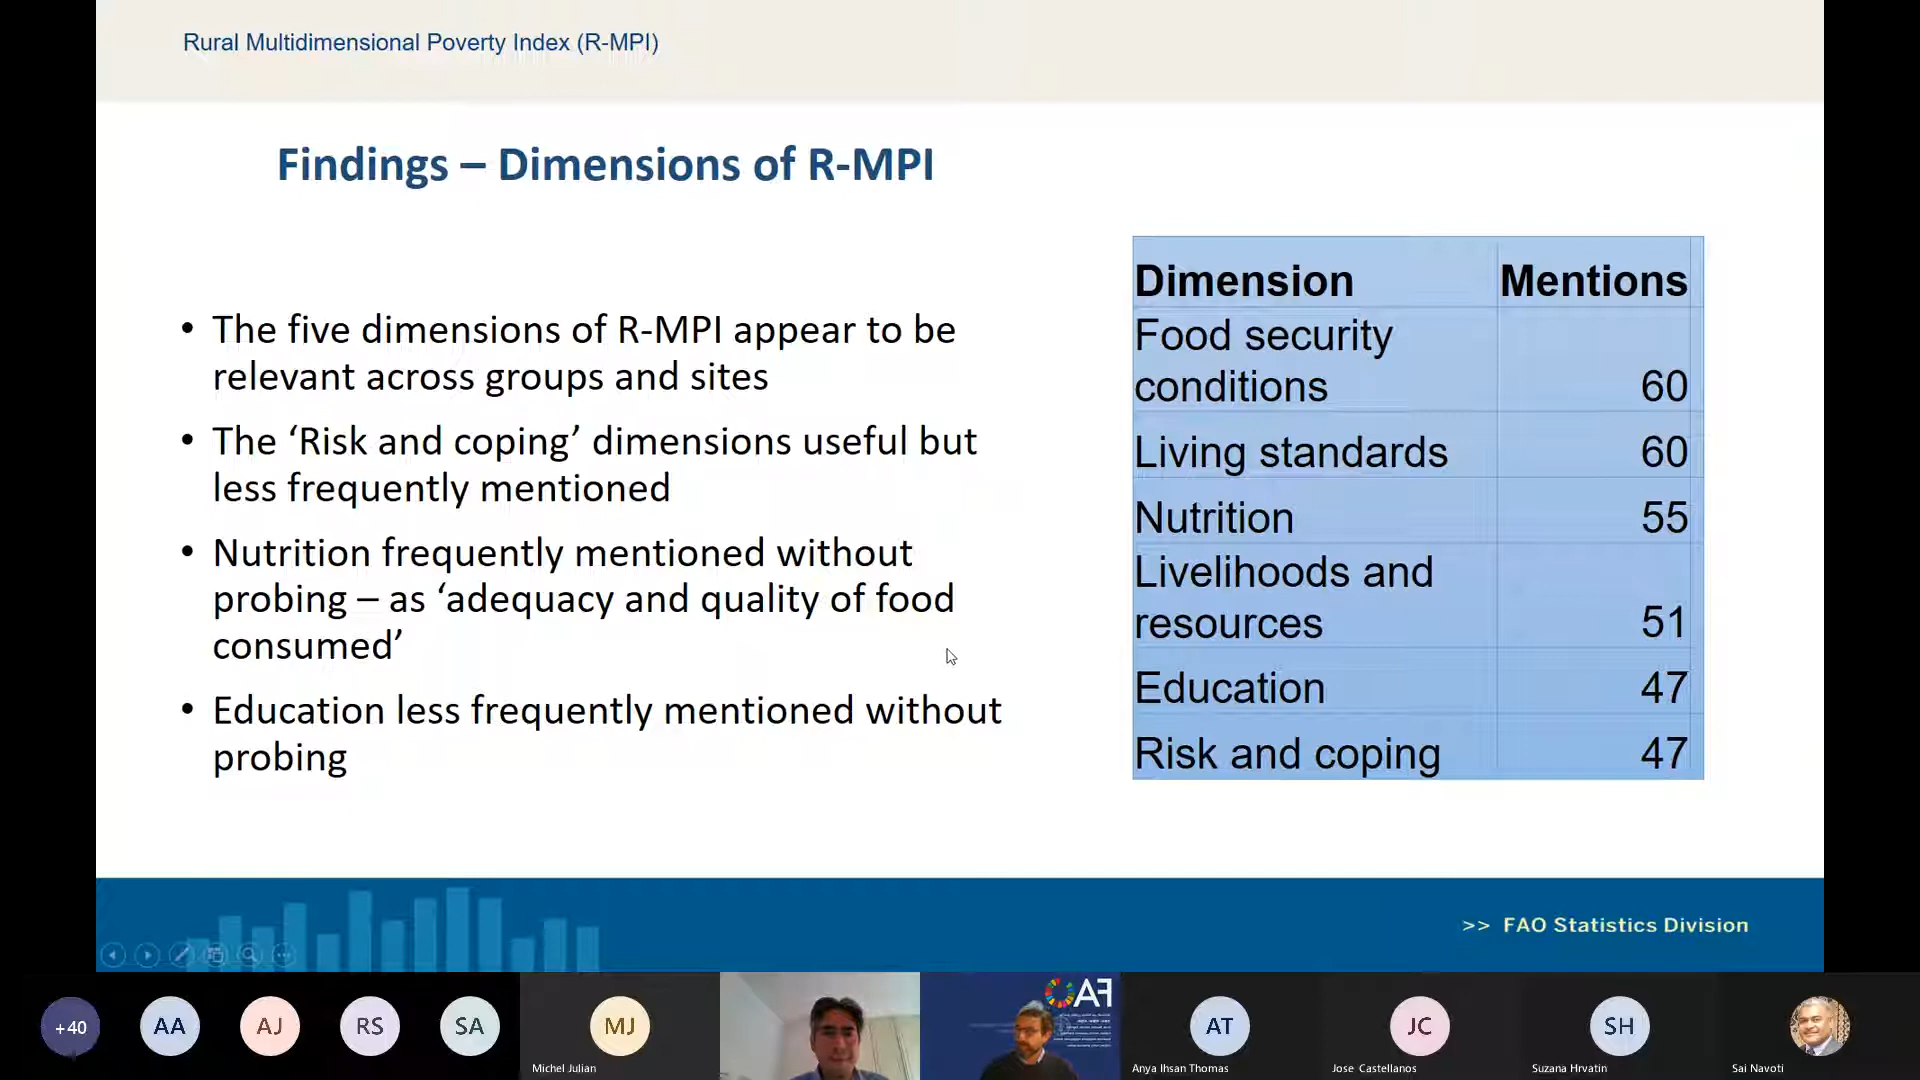 Rural Multidimensional Poverty Index (R-MPI)
Findings – Dimensions of R-MPI
• The five dimensions of R-MPI appear to be
relevant across groups and sites
• The ‘Risk and coping’ dimensions useful but
less frequently mentioned
• Nutrition frequently mentioned without
probing – as ‘adequacy and quality of food
consumed’
• Education less frequently mentioned without
probing
Dimension Mentions
Food security
conditions 60
Living standards 60
Nutrition 55
Livelihoods and
resources 51
Education 47
Risk and coping 47
>> FAO Statistics Division
+40 AA AJ RS SA MJ AT JC SH
Michel Julian Anya Ihsan Thomas Jose Castellanos Suzana Hrvatin Sai Navoti